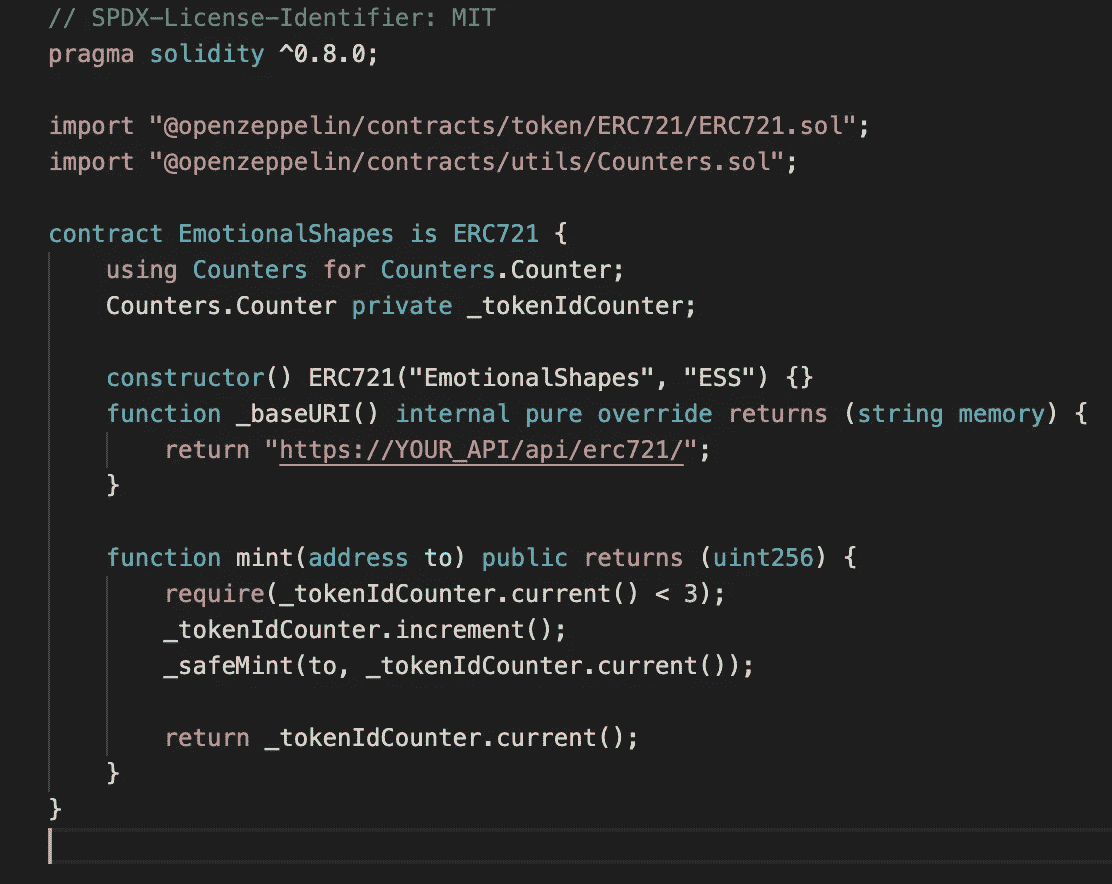 // SPDX-License-Identifier: MIT
pragma solidity ^0.8.0;
import "@openzeppelin/contracts/token/ERC721/ERC721.sol";
import "@openzeppelin/contracts/utils/Counters.sol";
contract EmotionalShapes is ERC721 {
using Counters for Counters.Counter;
Counters.Counter private _tokenIdCounter;
constructor() ERC721("EmotionalShapes", "ESS") {}
function _baseURI() internal pure override returns (string memory) {
return "https://YOUR_API/api/erc721/";
}
function mint(address to) public returns (uint256) {
require(_tokenIdCounter.current() < 3);
_tokenIdCounter.increment();
_safeMint(to, _tokenIdCounter.current());
return _tokenIdCounter.current();
}
}